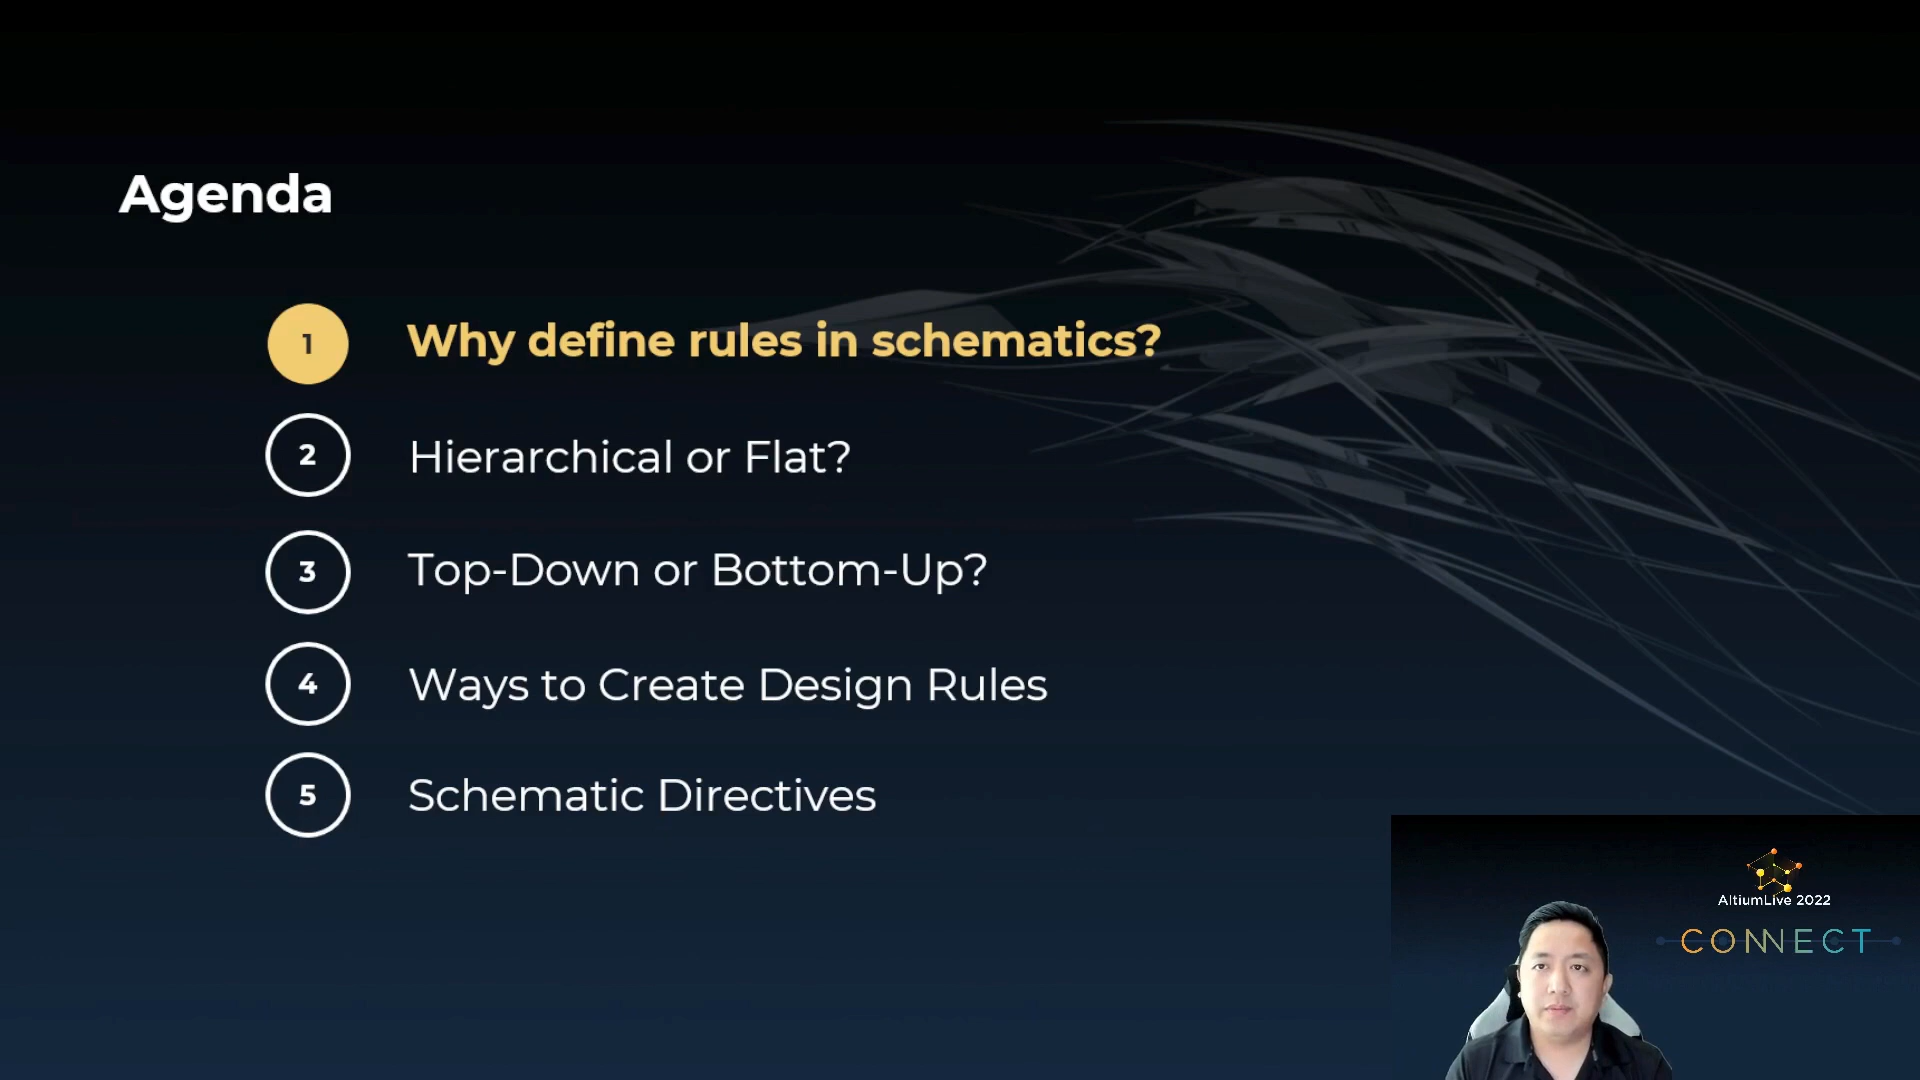 Agenda
1 Why define rules in schematics?
2 Hierarchical or Flat?
3 Top-Down or Bottom-Up?
4 Ways to Create Design Rules
5 Schematic Directives
AltiumLive 2022
CONNECT